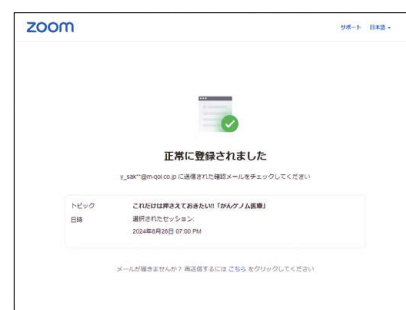 zoom
サポート 日本語
正常に登録されました
y_sak**@m-qol.co.jp に送信された確認メールをチェックしてください
トピック これだけは押さえておきたい!!「がんゲノム医療」
日時 選択されたセッション:
2024年8月28日 07:00 PM
メールが届きませんか? 再送信するには こちら をクリックしてください